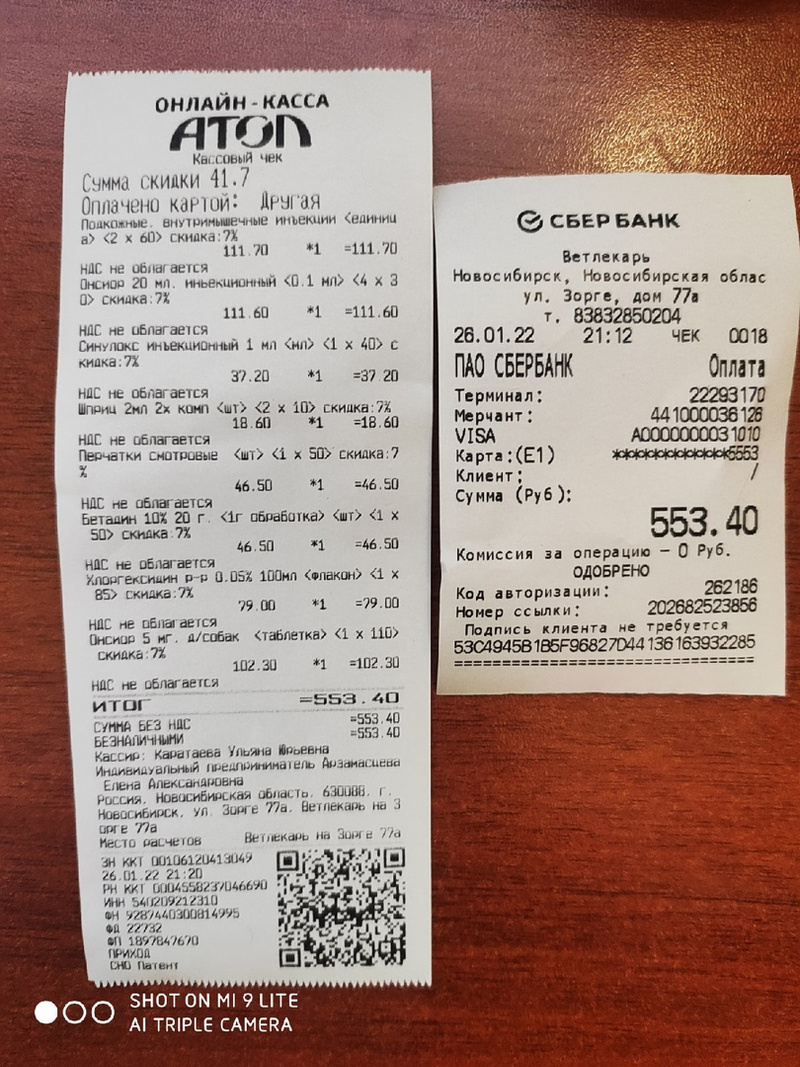 ОНЛАЙН-КАССА
АТОЛ
Кассовый чек
Сумма скидки 41.7
Оплачено картой: Другая
Подкожные, внутримышечные инъекции <единиц
а> <2 x 60> скидка:7%
111.70 *1 =111.70
НДС не облагается
Онсиор 20 мл. инъекционный <0.1 мл> <4 x 3
0> скидка:7%
111.60 *1 =111.60
НДС не облагается
Синулокс инъекционный 1 мл <мл> <1 x 40> с
кидка:7%
37.20 *1 =37.20
НДС не облагается
Шприц 2мл 2х комп <шт> <2 x 10> скидка:7%
18.60 *1 =18.60
НДС не облагается
Перчатки смотровые <шт> <1 x 50> скидка:7
%
46.50 *1 =46.50
НДС не облагается
Бетадин 10% 20 г. <1г обработка> <шт> <1 x
50> скидка:7%
46.50 *1 =46.50
НДС не облагается
Хлоргексидин р-р 0,05% 100мл <флакон> <1 x
85> скидка:7%
79.00 *1 =79.00
НДС не облагается
Онсиор 5 мг. д/собак <таблетка> <1 x 110>
скидка:7%
102.30 *1 =102.30
НДС не облагается
ИТОГ =553.40
СУММА БЕЗ НДС =553.40
БЕЗНАЛИЧНЫМИ =553.40
Кассир: Каратаева Ульяна Юрьевна
Индивидуальный предприниматель Арзамасцева
Елена Александровна
Россия, Новосибирская область, 630088, г.
Новосибирск, ул. Зорге 77а, Ветлекарь на З
орге 77а
Место расчетов Ветлекарь на Зорге 77а
ЗН ККТ 00106120413049
26.01.22 21:20
РН ККТ 0004558237046690
ИНН 540209212310
ФН 9287440300814995
ФД 22732
ФП 1897847670
ПРИХОД
СНО Патент
СБЕР БАНК
Ветлекарь
Новосибирск, Новосибирская облас
ул. Зорге, дом 77а
т. 83832850204
26.01.22 21:12 ЧЕК 0018
ПАО СБЕРБАНК Оплата
Терминал: 22293170
Мерчант: 441000036126
VISA A0000000031010
Карта:(E1) ************5553
Клиент: /
Сумма (Руб):
553.40
Комиссия за операцию – 0 Руб.
ОДОБРЕНО
Код авторизации: 262186
Номер ссылки: 202682523856
Подпись клиента не требуется
53C4945B1B5F96827D44136163932285
================================
SHOT ON MI 9 LITE
AI TRIPLE CAMERA